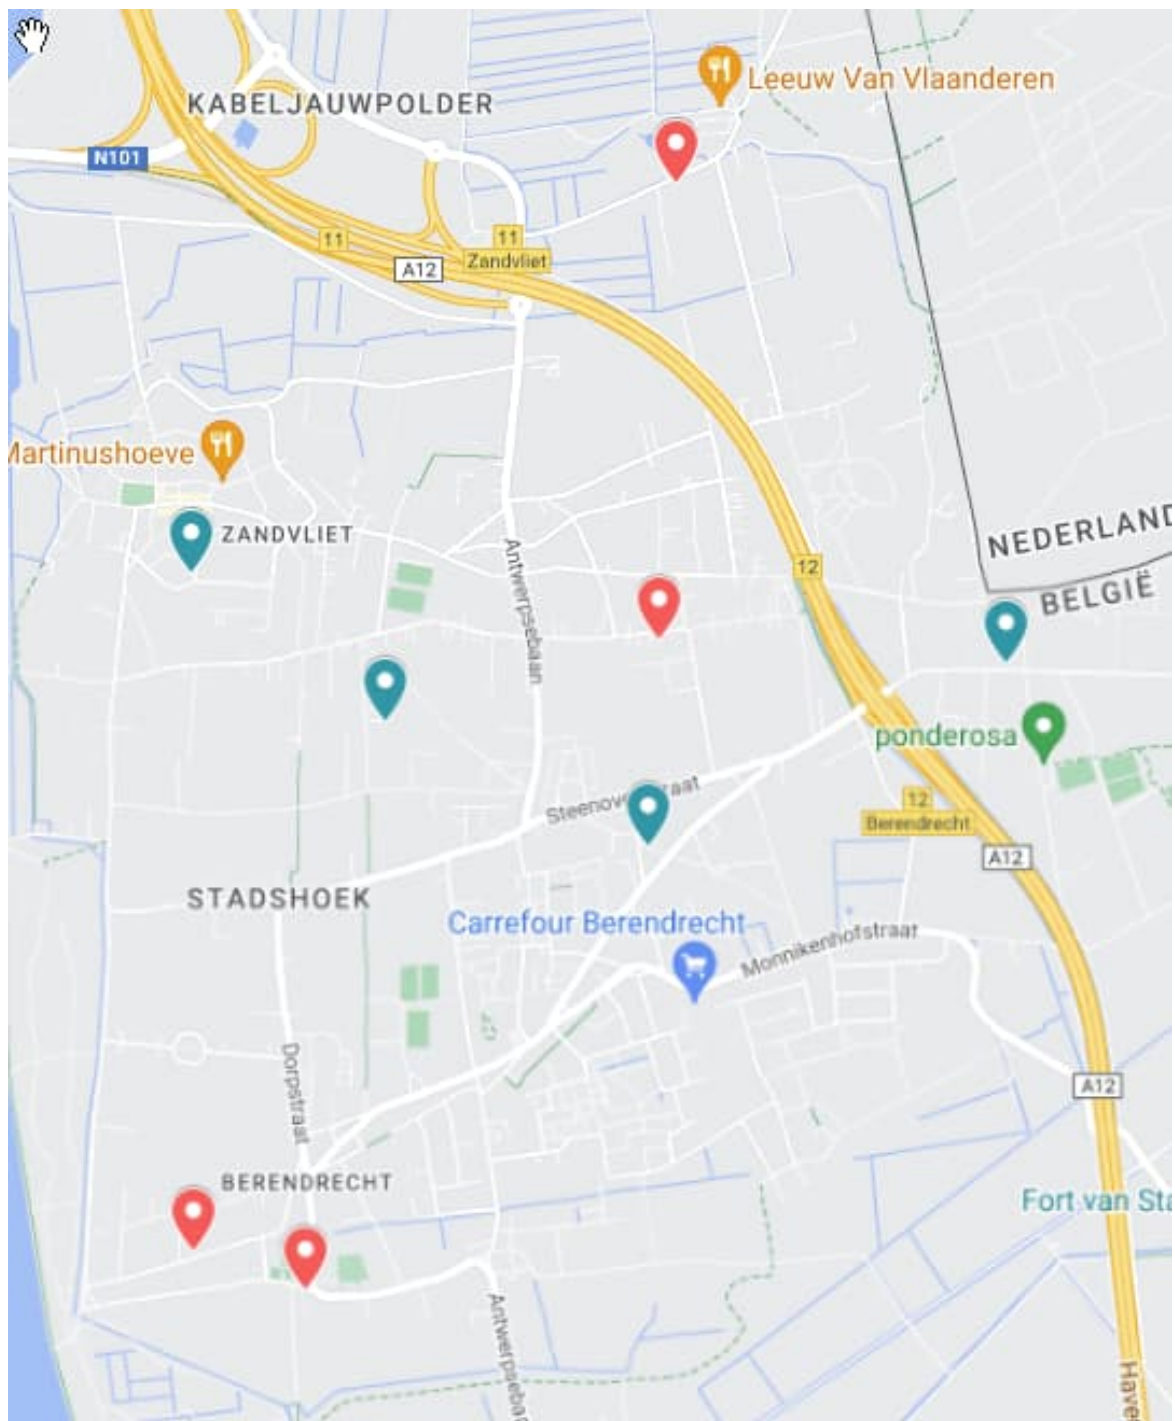 Leeuw Van Vlaanderen
KABELJAUWPOLDER
N101
11
11
Zandvliet
A12
Martinushoeve
ZANDVLIET
NEDERLAND
12
BELGIË
Antwerpsebaan
ponderosa
12
Berendrecht
A12
STADSHOEK
Carrefour Berendrecht
Monnikenhofstraat
Dorpstraat
A12
BERENDRECHT
Fort van Sta
Antwerpsebaan
Have